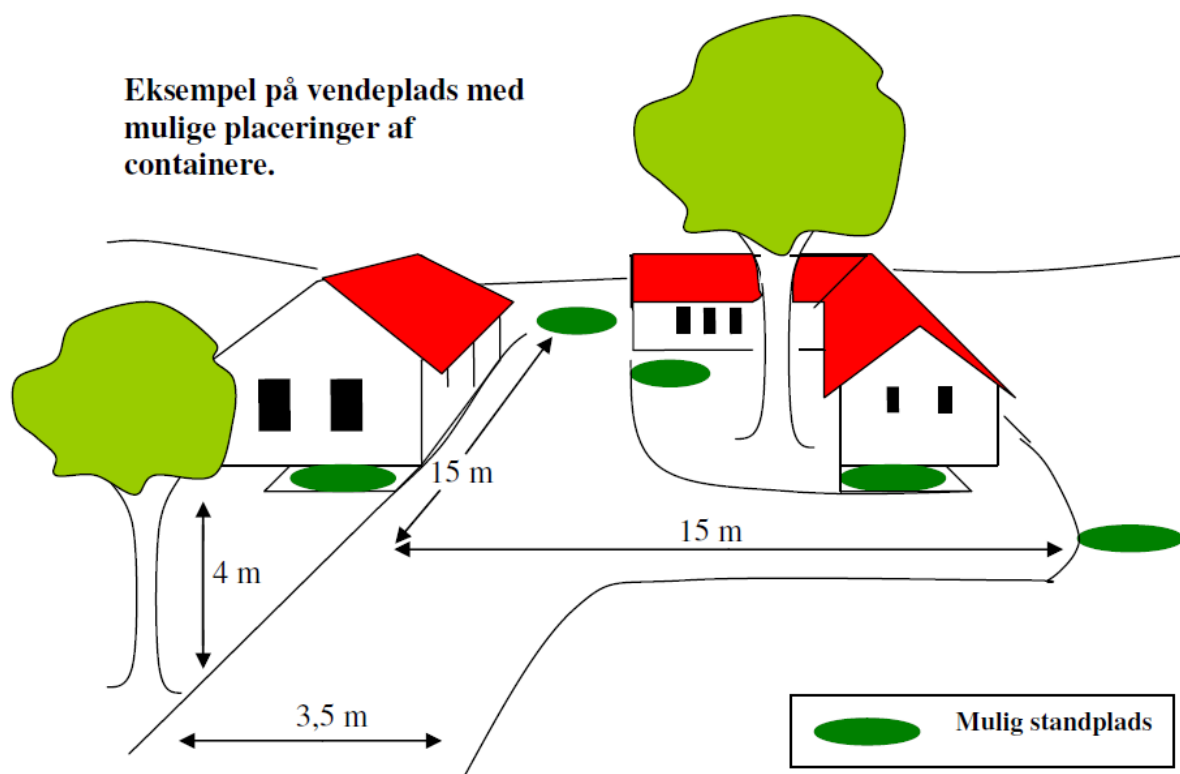 Eksempel på vendeplads med
mulige placeringer af
containere.
15 m
15 m
4 m
3,5 m
Mulig standplads